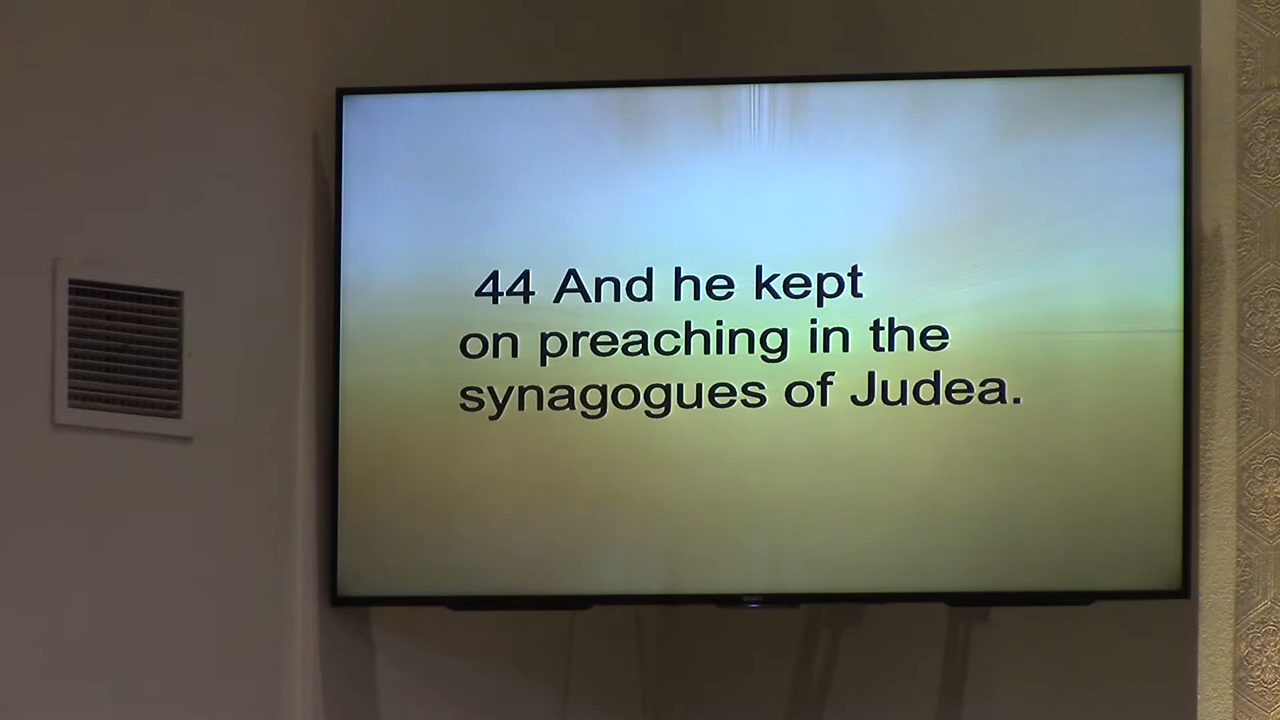 44 And he kept
on preaching in the
synagogues of Judea.